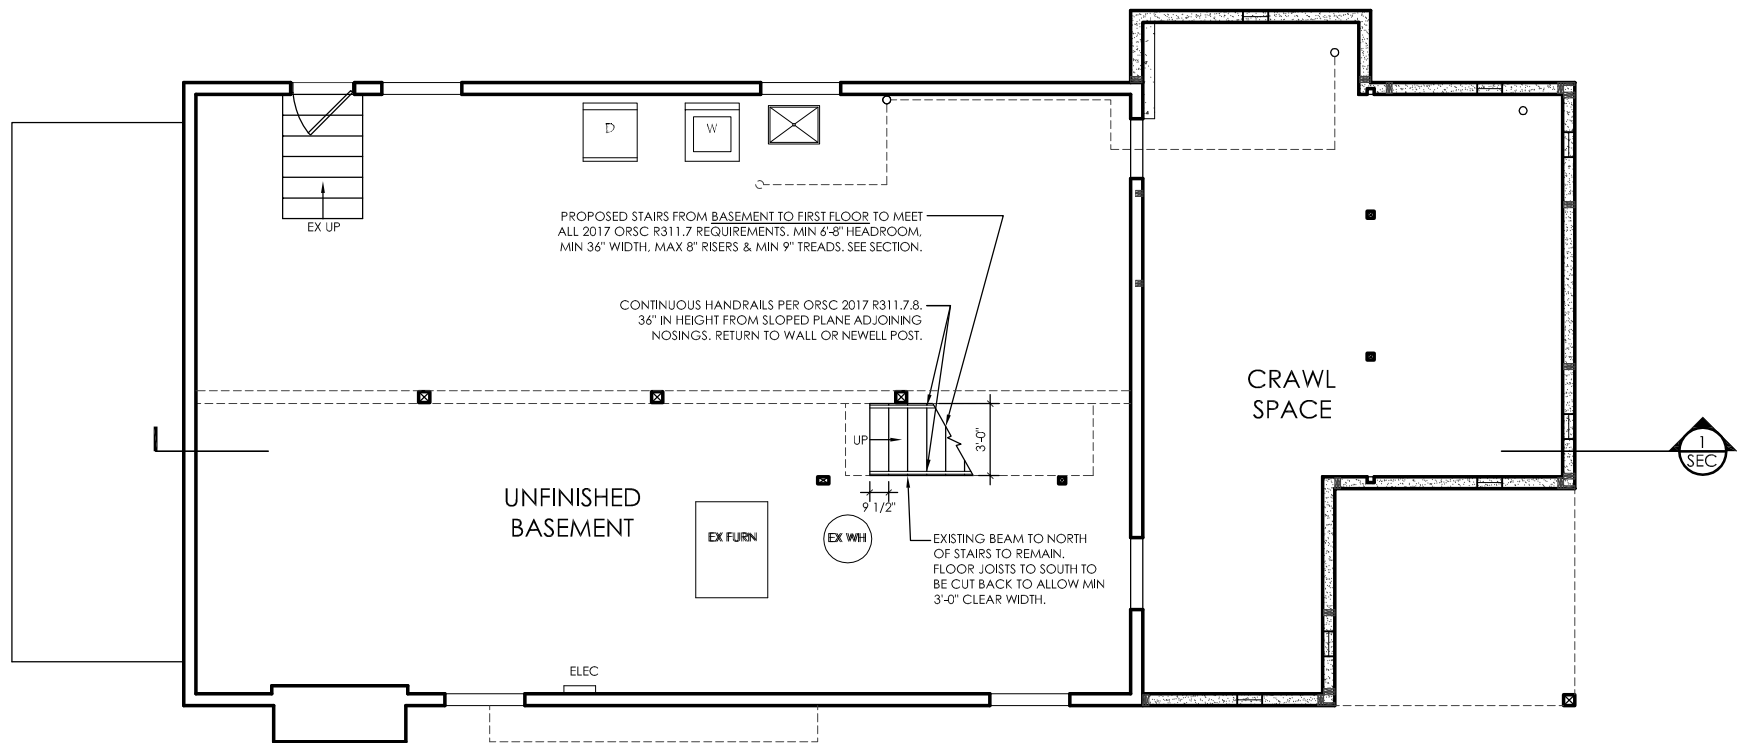 D
W
EX UP
PROPOSED STAIRS FROM BASEMENT TO FIRST FLOOR TO MEET
ALL 2017 ORSC R311.7 REQUIREMENTS. MIN 6'-8" HEADROOM,
MIN 36" WIDTH, MAX 8" RISERS & MIN 9" TREADS. SEE SECTION.
CONTINUOUS HANDRAILS PER ORSC 2017 R311.7.8.
36" IN HEIGHT FROM SLOPED PLANE ADJOINING
NOSINGS. RETURN TO WALL OR NEWELL POST.
CRAWL
SPACE
UP
3'-0"
1
SEC
UNFINISHED
BASEMENT
9 1/2"
EX FURN
EX WH
EXISTING BEAM TO NORTH
OF STAIRS TO REMAIN.
FLOOR JOISTS TO SOUTH TO
BE CUT BACK TO ALLOW MIN
3'-0" CLEAR WIDTH.
ELEC